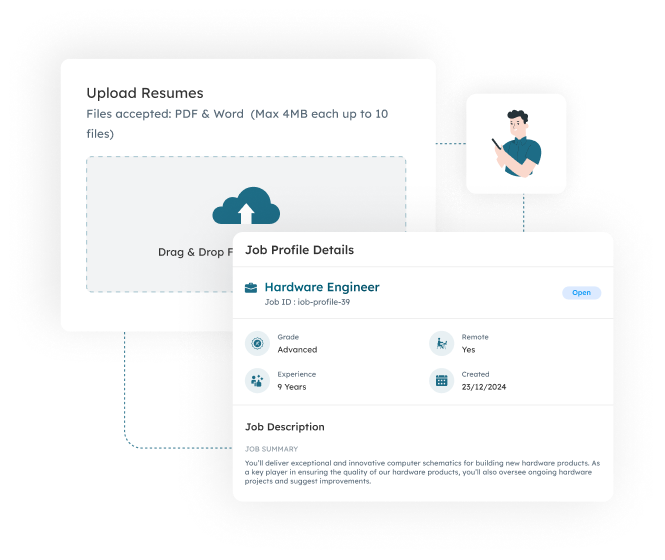 Upload Resumes
Files accepted: PDF & Word (Max 4MB each up to 10
files)
Drag & Drop F
Job Profile Details
Hardware Engineer
Job ID : iob-profile-39
Open
Grade
Advanced
Remote
Yes
Experience
9 Years
Created
23/12/2024
Job Description
JOB SUMMARY
You'll deliver exceptional and innovative computer schematics for building new hardware products. As
a key player in ensuring the quality of our hardware products, you'll also oversee ongoing hardware
projects and suggest improvements.